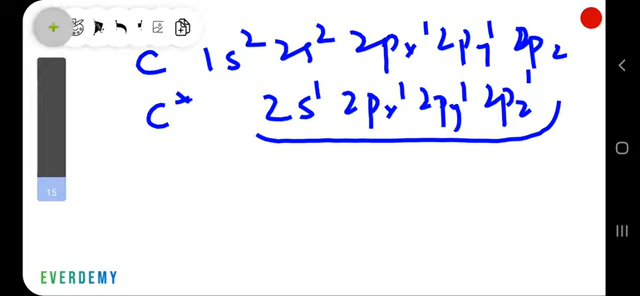 C 1s² 2s² 2px¹ 2py¹ 2pz
C* 2s¹ 2px¹ 2py¹ 2pz¹
15
EVERDEMY